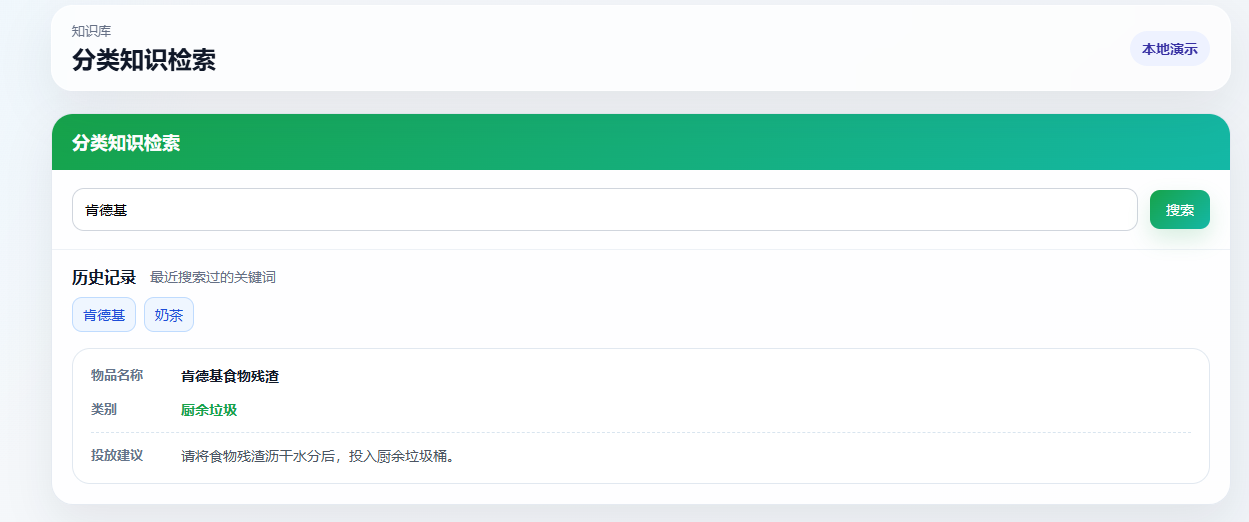 知识库
分类知识检索
本地演示
分类知识检索
肯德基
搜索
历史记录 最近搜索过的关键词
肯德基 奶茶
物品名称 肯德基食物残渣
类别 厨余垃圾
投放建议 请将食物残渣沥干水分后，投入厨余垃圾桶。